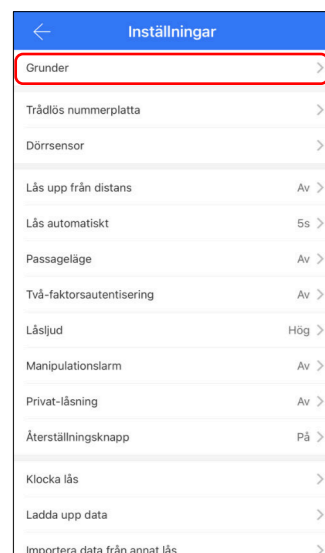 Inställningar
Grunder
Trådlös nummerplatta
Dörrsensor
Lås upp från distans Av
Lås automatiskt 5s
Passageläge Av
Två-faktorsautentisering Av
Låsljud Hög
Manipulationslarm Av
Privat-låsning Av
Återställningsknapp På
Klocka lås
Ladda upp data
Importera data från annat lås